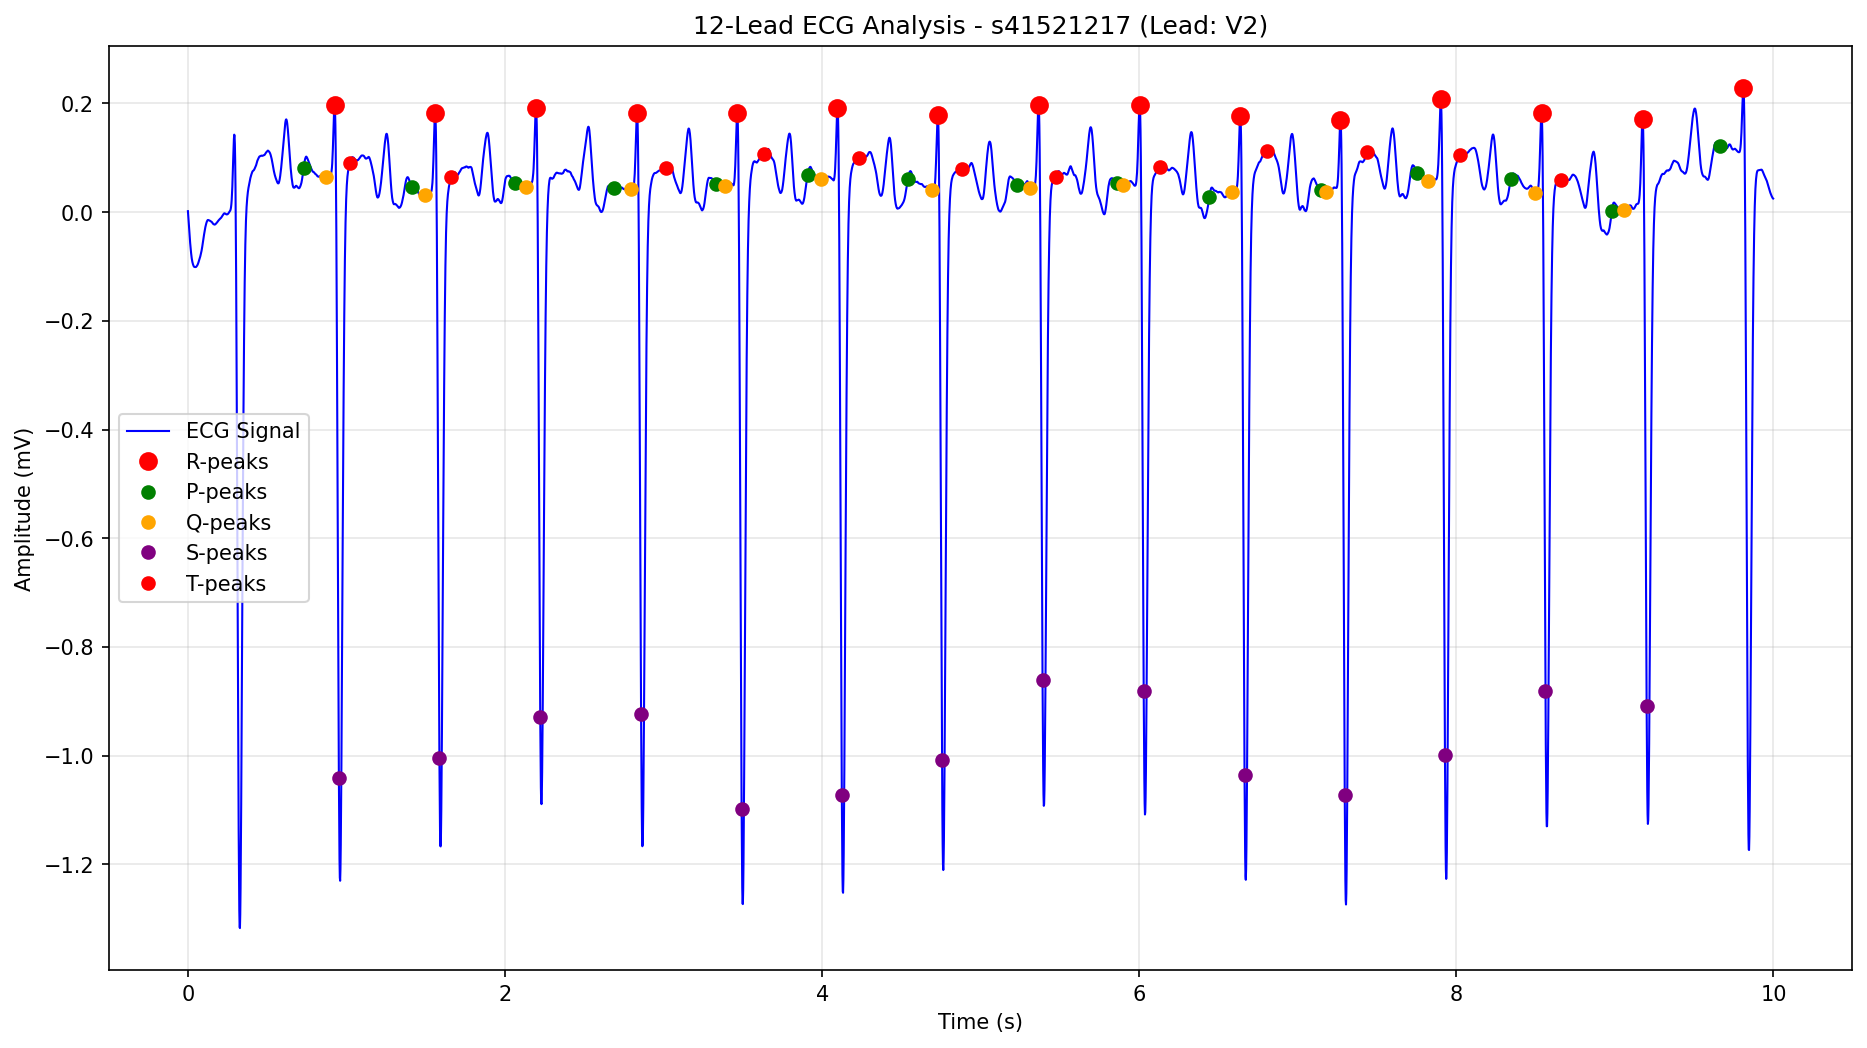 12-Lead ECG Analysis - s41521217 (Lead: V2)
0.2
0.0
−0.2
−0.4
−0.6
−0.8
−1.0
−1.2
Amplitude (mV)
ECG Signal
R-peaks
P-peaks
Q-peaks
S-peaks
T-peaks
0 2 4 6 8 10
Time (s)